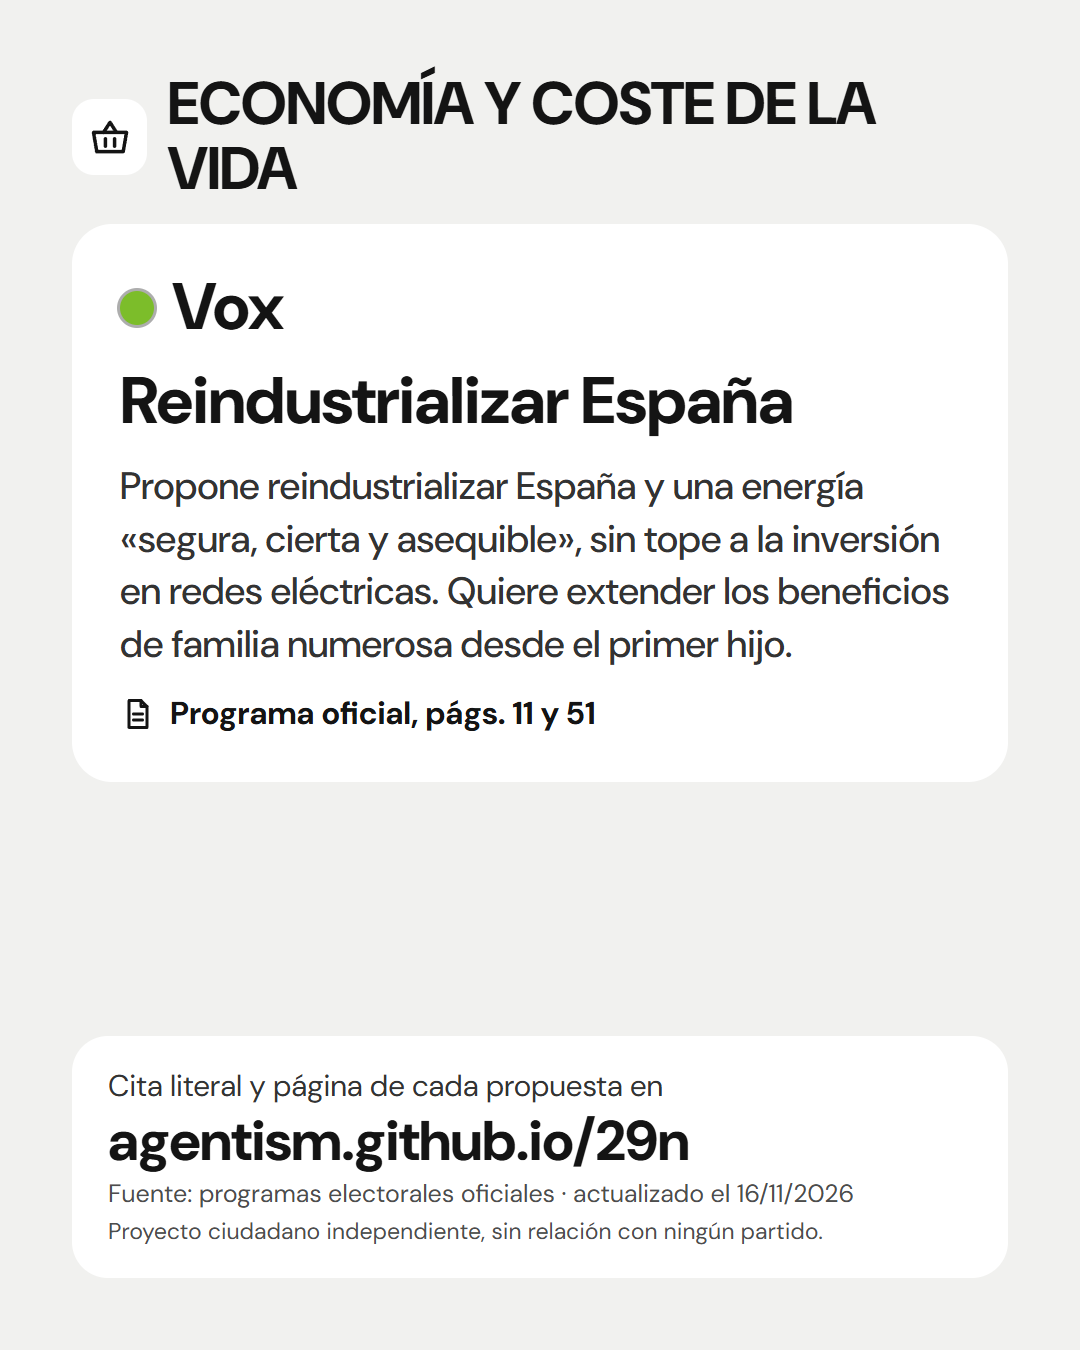 ECONOMÍA Y COSTE DE LA
VIDA
Vox
Reindustrializar España
Propone reindustrializar España y una energía
«segura, cierta y asequible», sin tope a la inversión
en redes eléctricas. Quiere extender los beneficios
de familia numerosa desde el primer hijo.
Programa oficial, págs. 11 y 51
Cita literal y página de cada propuesta en
agentism.github.io/29n
Fuente: programas electorales oficiales · actualizado el 16/11/2026
Proyecto ciudadano independiente, sin relación con ningún partido.